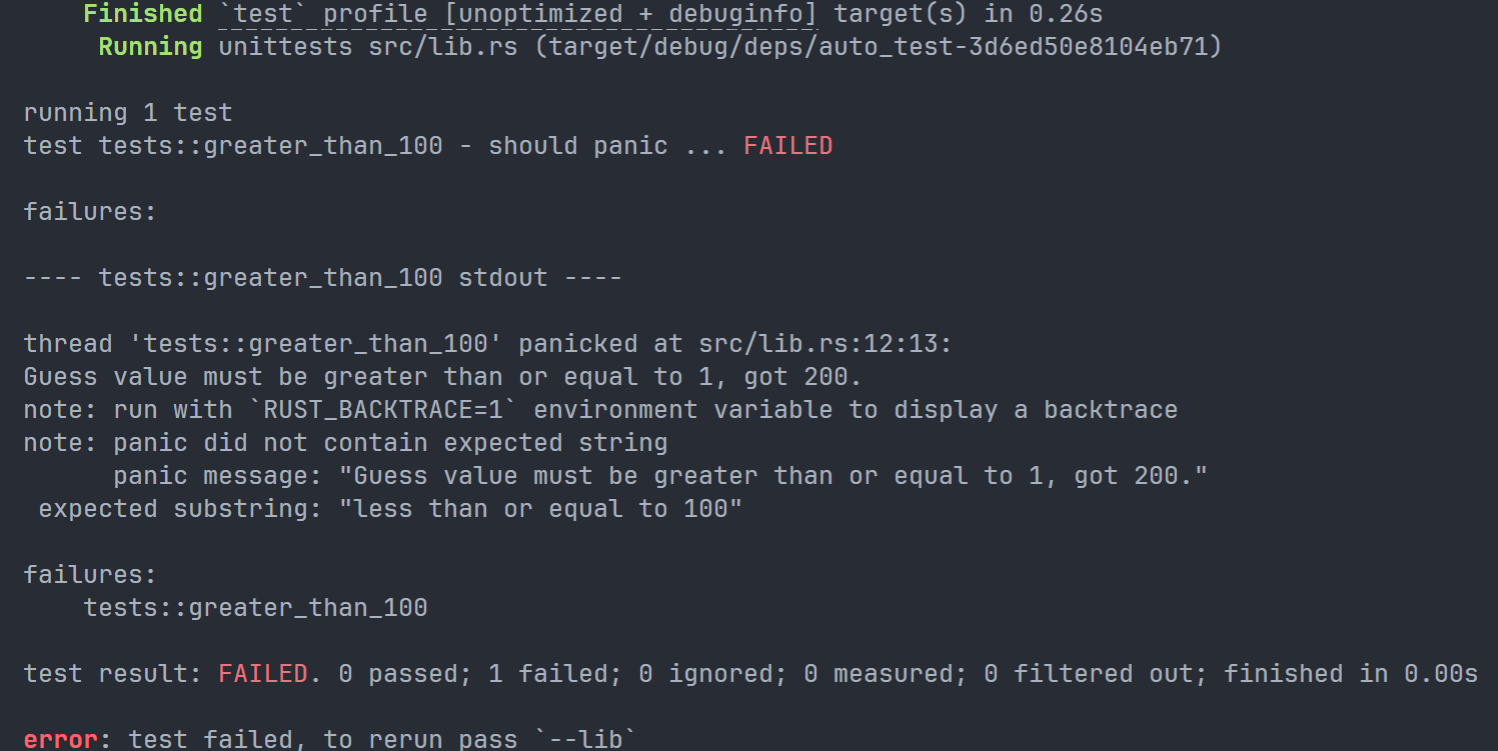 Finished `test` profile [unoptimized + debuginfo] target(s) in 0.26s
Running unittests src/lib.rs (target/debug/deps/auto_test-3d6ed50e8104eb71)
running 1 test
test tests::greater_than_100 - should panic ... FAILED
failures:
---- tests::greater_than_100 stdout ----
thread 'tests::greater_than_100' panicked at src/lib.rs:12:13:
Guess value must be greater than or equal to 1, got 200.
note: run with `RUST_BACKTRACE=1` environment variable to display a backtrace
note: panic did not contain expected string
panic message: "Guess value must be greater than or equal to 1, got 200."
expected substring: "less than or equal to 100"
failures:
tests::greater_than_100
test result: FAILED. 0 passed; 1 failed; 0 ignored; 0 measured; 0 filtered out; finished in 0.00s
error: test failed, to rerun pass `--lib`